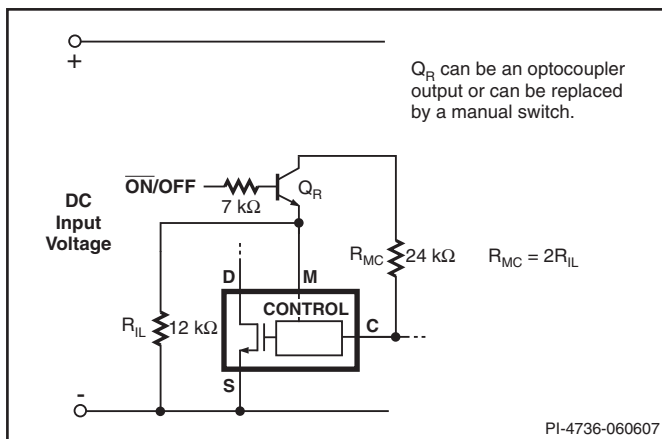 +
Q_R can be an optocoupler
output or can be replaced
by a manual switch.
O̅N̅/OFF
7 kΩ
Q_R
DC
Input
Voltage
R_MC
24 kΩ
R_MC = 2R_IL
D
M
CONTROL
C
R_IL
12 kΩ
S
-
PI-4736-060607